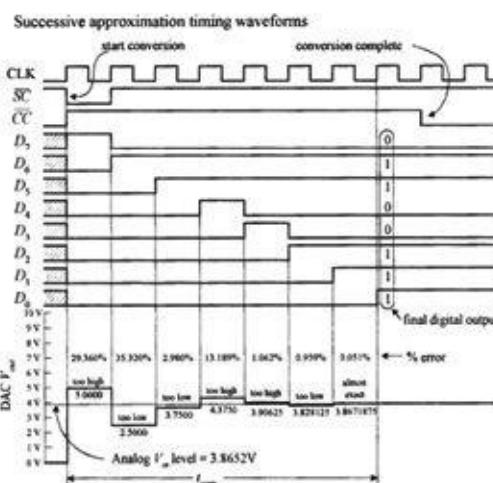 Successive approximation timing waveforms
start conversion
conversion complete
CLK
SC
CC
D7 0
D6 1
D5 1
D4 0
D3 0
D2 1
D1 1
D0 1
final digital output
10 V
9 V
8 V
7 V
6 V
5 V
4 V
3 V
2 V
1 V
0 V
DAC Vout
29.360% 35.320% 2.980% 13.189% 1.062% 0.959% 0.051% % error
too high too low too low too high too high too low almost exact
5.0000 2.5000 3.7500 4.3750 3.90625 3.828125 3.8671875
Analog Vin level = 3.8652V